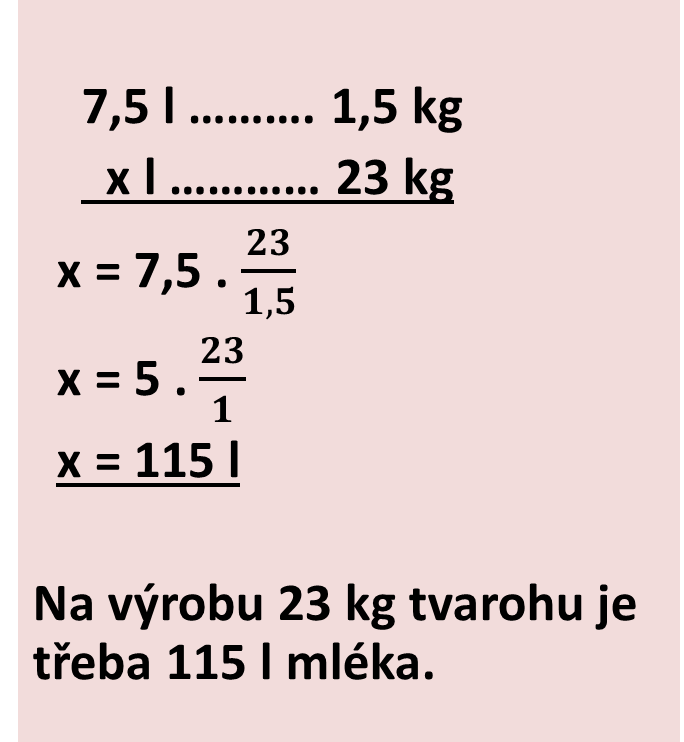 7,5 l .......... 1,5 kg
x l ............ 23 kg
x = 7,5 . 23/1,5
x = 5 . 23/1
x = 115 l
Na výrobu 23 kg tvarohu je
třeba 115 l mléka.